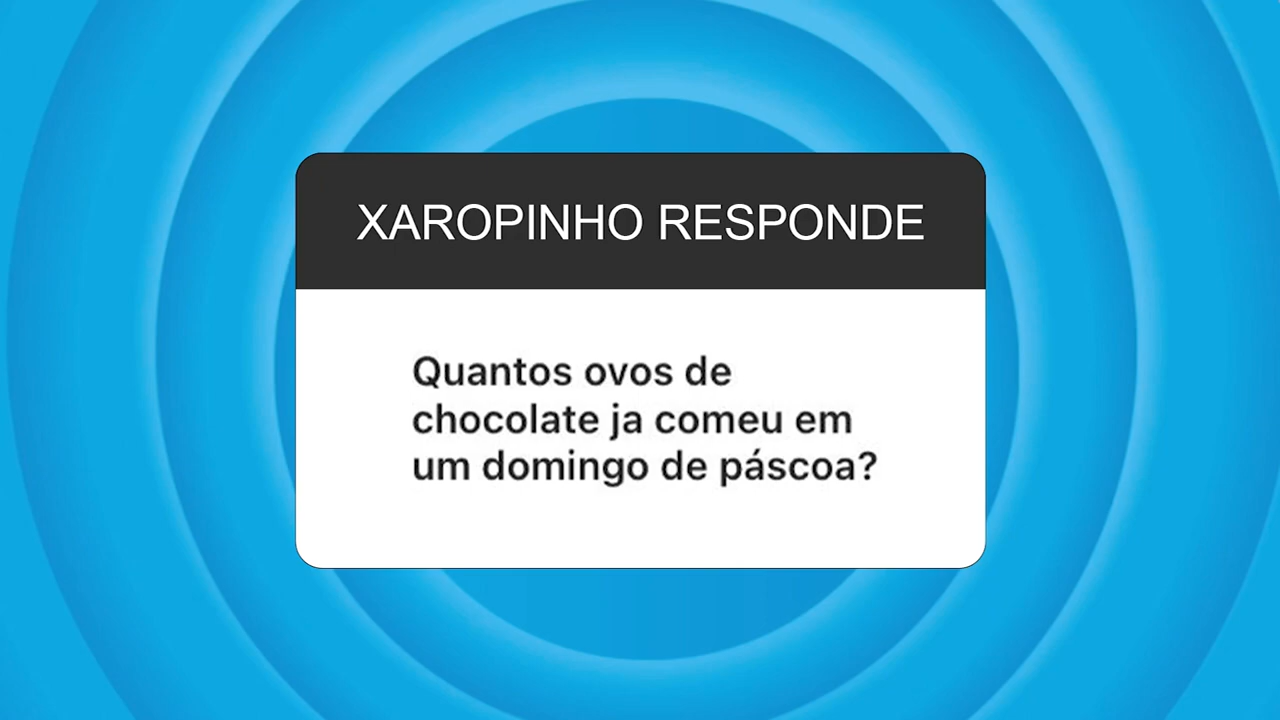 XAROPINHO RESPONDE
Quantos ovos de
chocolate ja comeu em
um domingo de páscoa?